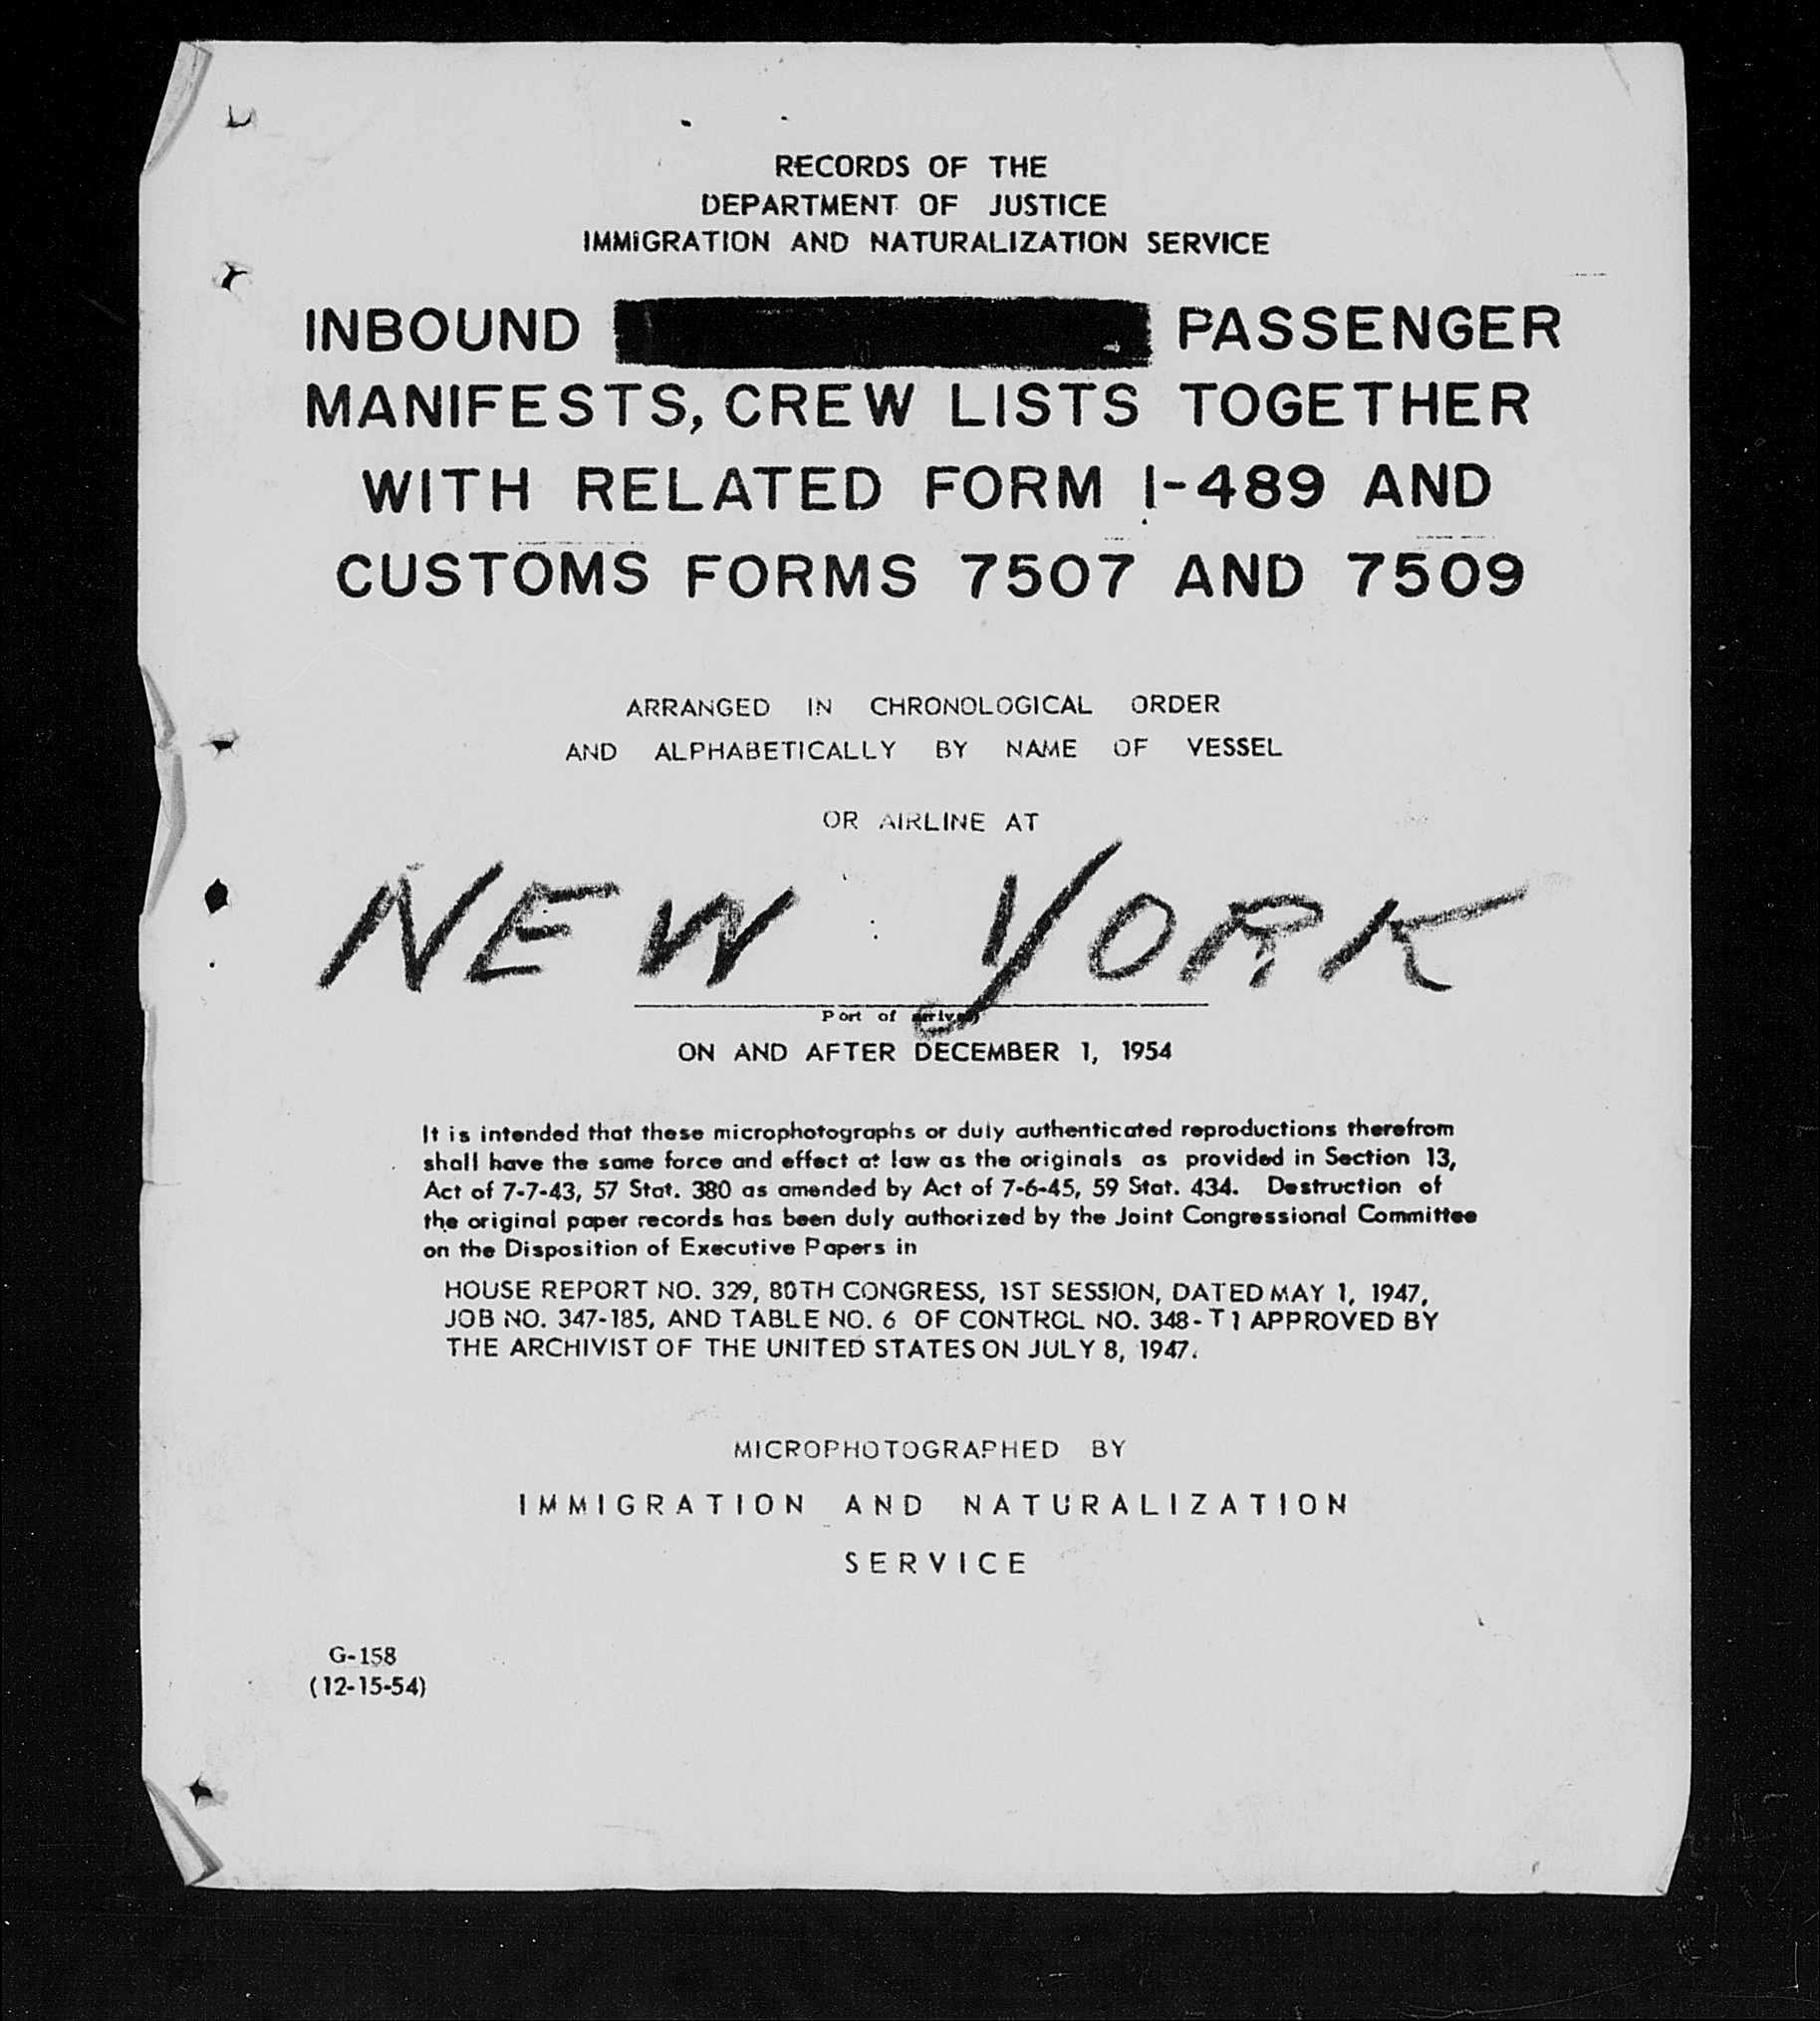 RECORDS OF THE
DEPARTMENT OF JUSTICE
IMMIGRATION AND NATURALIZATION SERVICE
INBOUND PASSENGER
MANIFESTS, CREW LISTS TOGETHER
WITH RELATED FORM I-489 AND
CUSTOMS FORMS 7507 AND 7509
ARRANGED IN CHRONOLOGICAL ORDER
AND ALPHABETICALLY BY NAME OF VESSEL
OR AIRLINE AT
NEW YORK
Port of arrival
ON AND AFTER DECEMBER 1, 1954
It is intended that these microphotographs or duly authenticated reproductions therefrom
shall have the same force and effect at law as the originals as provided in Section 13,
Act of 7-7-43, 57 Stat. 380 as amended by Act of 7-6-45, 59 Stat. 434. Destruction of
the original paper records has been duly authorized by the Joint Congressional Committee
on the Disposition of Executive Papers in
HOUSE REPORT NO. 329, 80TH CONGRESS, 1ST SESSION, DATED MAY 1, 1947,
JOB NO. 347-185, AND TABLE NO. 6 OF CONTROL NO. 348-T1 APPROVED BY
THE ARCHIVIST OF THE UNITED STATES ON JULY 8, 1947.
MICROPHOTOGRAPHED BY
IMMIGRATION AND NATURALIZATION
SERVICE
G-158
(12-15-54)